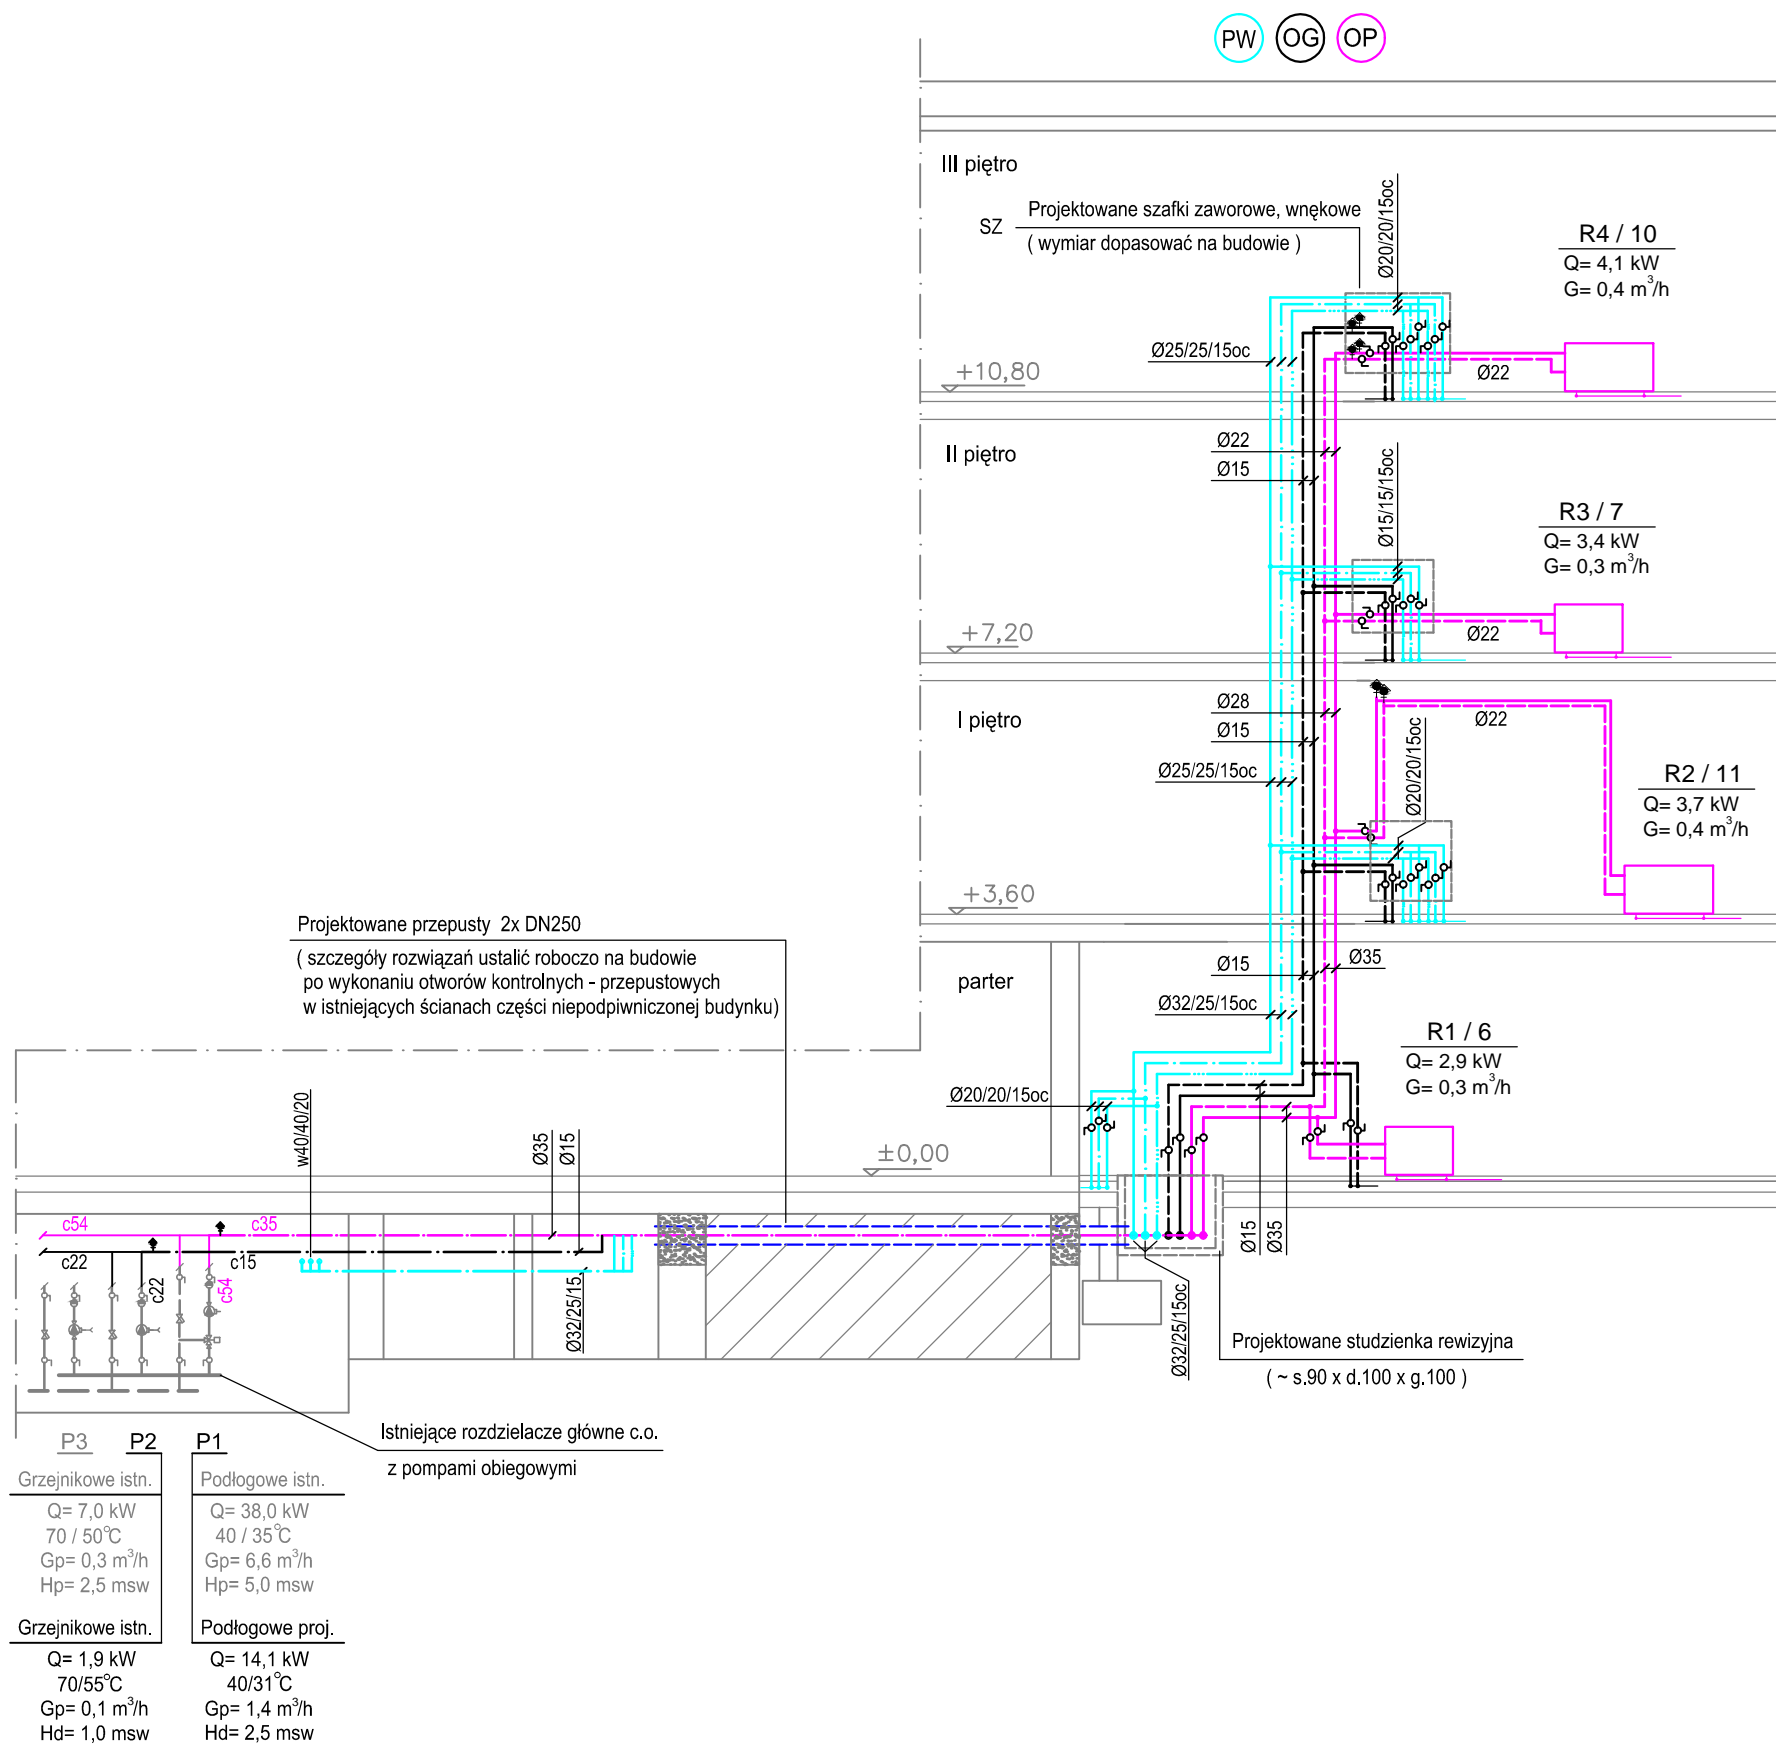 PW OG OP
III piętro
SZ
Projektowane szafki zaworowe, wnękowe
( wymiar dopasować na budowie )
Ø20/20/15oc
R4 / 10
Q= 4,1 kW
G= 0,4 m³/h
Ø25/25/15oc
+10,80
Ø22
II piętro
Ø22
Ø15
Ø15/15/15oc
R3 / 7
Q= 3,4 kW
G= 0,3 m³/h
+7,20
Ø22
I piętro
Ø28
Ø15
Ø25/25/15oc
Ø22
Ø20/20/15oc
R2 / 11
Q= 3,7 kW
G= 0,4 m³/h
+3,60
Projektowane przepusty 2x DN250
( szczegóły rozwiązań ustalić roboczo na budowie
po wykonaniu otworów kontrolnych - przepustowych
w istniejących ścianach części niepodpiwniczonej budynku)
parter
Ø15
Ø35
Ø32/25/15oc
R1 / 6
Q= 2,9 kW
G= 0,3 m³/h
Ø20/20/15oc
±0,00
w40/40/20
Ø35
Ø15
c54
c35
c22
c15
c22
c54
Ø32/25/15
Ø15
Ø35
Ø32/25/15oc
Projektowane studzienka rewizyjna
( ~ s.90 x d.100 x g.100 )
Istniejące rozdzielacze główne c.o.
z pompami obiegowymi
P3 P2 P1
Grzejnikowe istn.
Q= 7,0 kW
70 / 50°C
Gp= 0,3 m³/h
Hp= 2,5 msw
Podłogowe istn.
Q= 38,0 kW
40 / 35°C
Gp= 6,6 m³/h
Hp= 5,0 msw
Grzejnikowe istn.
Q= 1,9 kW
70/55°C
Gp= 0,1 m³/h
Hd= 1,0 msw
Podłogowe proj.
Q= 14,1 kW
40/31°C
Gp= 1,4 m³/h
Hd= 2,5 msw